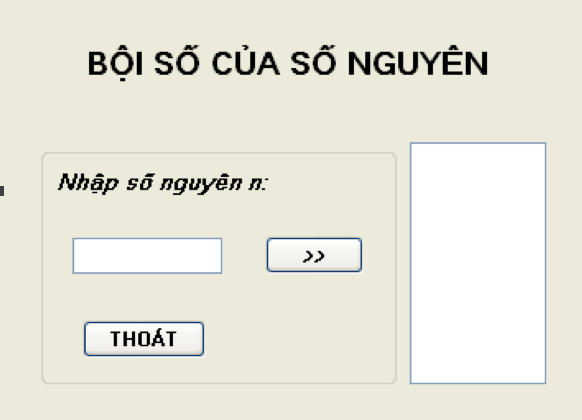 BỘI SỐ CỦA SỐ NGUYÊN
Nhập số nguyên n:
>>
THOÁT